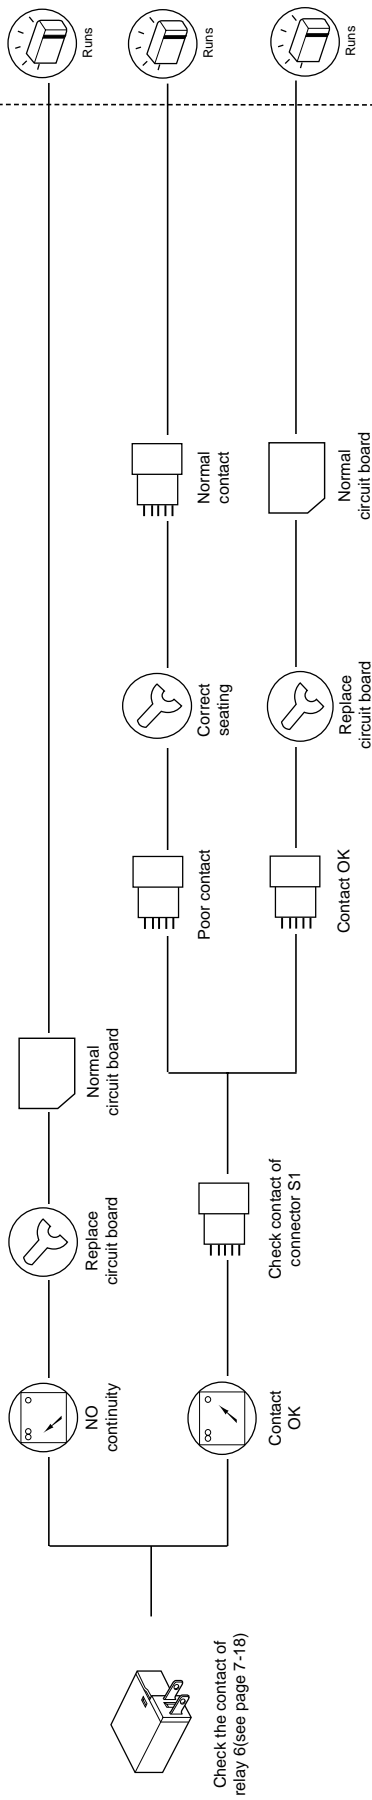 Check the contact of
relay 6(see page 7-18)
NO
continuity
Replace
circuit board
Normal
circuit board
Runs
Contact
OK
Check contact of
connector S1
Poor contact
Correct
seating
Normal
contact
Runs
Contact OK
Replace
circuit board
Normal
circuit board
Runs